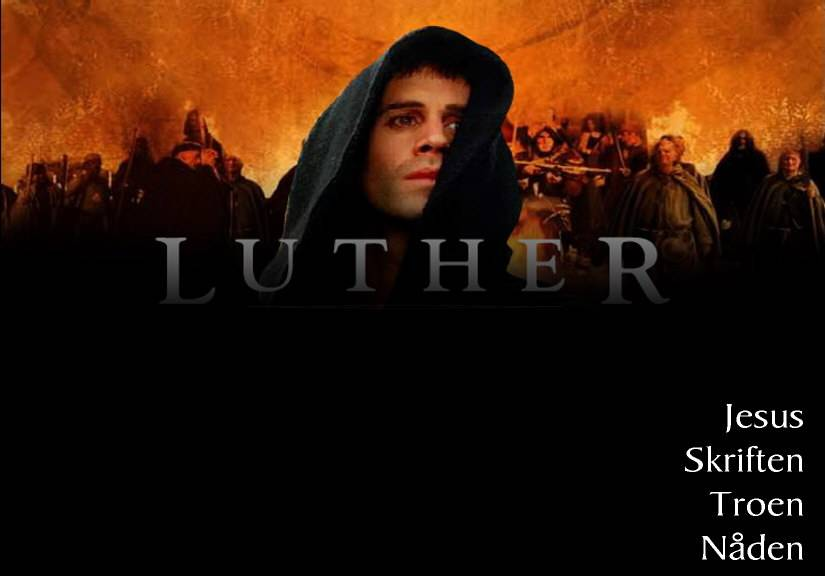 LUTHER
Jesus
Skriften
Troen
Nåden